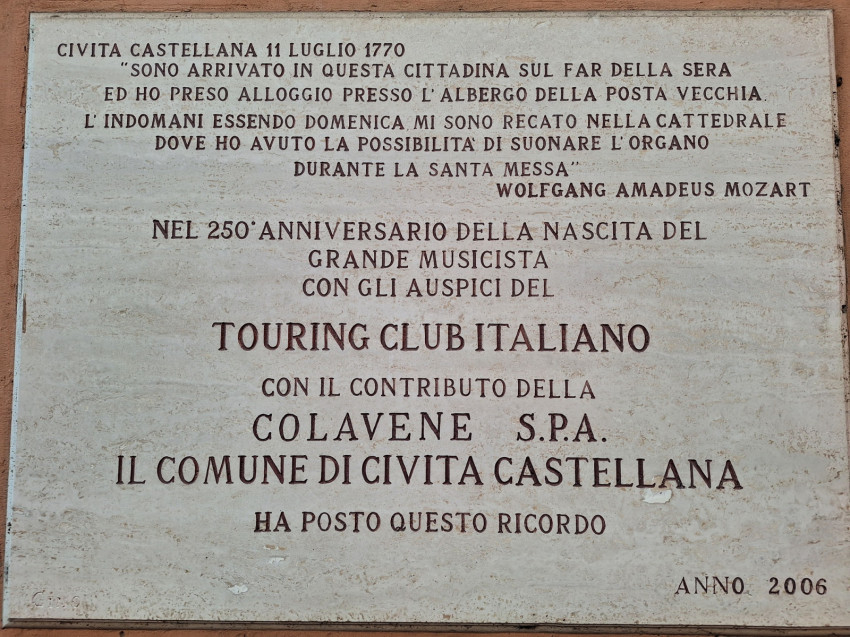 CIVITA CASTELLANA 11 LUGLIO 1770
"SONO ARRIVATO IN QUESTA CITTADINA SUL FAR DELLA SERA
ED HO PRESO ALLOGGIO PRESSO L'ALBERGO DELLA POSTA VECCHIA.
L'INDOMANI ESSENDO DOMENICA, MI SONO RECATO NELLA CATTEDRALE
DOVE HO AVUTO LA POSSIBILITA' DI SUONARE L'ORGANO
DURANTE LA SANTA MESSA"
WOLFGANG AMADEUS MOZART
NEL 250° ANNIVERSARIO DELLA NASCITA DEL
GRANDE MUSICISTA
CON GLI AUSPICI DEL
TOURING CLUB ITALIANO
CON IL CONTRIBUTO DELLA
COLAVENE S.P.A.
IL COMUNE DI CIVITA CASTELLANA
HA POSTO QUESTO RICORDO
ANNO 2006